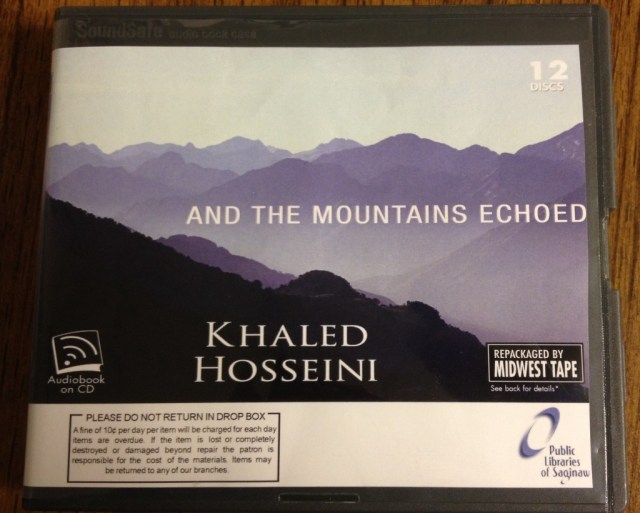 SoundSafe audio book case
12
DISCS
AND THE MOUNTAINS ECHOED
KHALED
HOSSEINI
Audiobook
on CD
REPACKAGED BY
MIDWEST TAPE
See back for details*
PLEASE DO NOT RETURN IN DROP BOX
A fine of 10¢ per day per item will be charged for each day
items are overdue. If the item is lost or completely
destroyed or damaged beyond repair the patron is
responsible for the cost of the materials. Items may
be returned to any of our branches.
Public
Libraries
of Saginaw